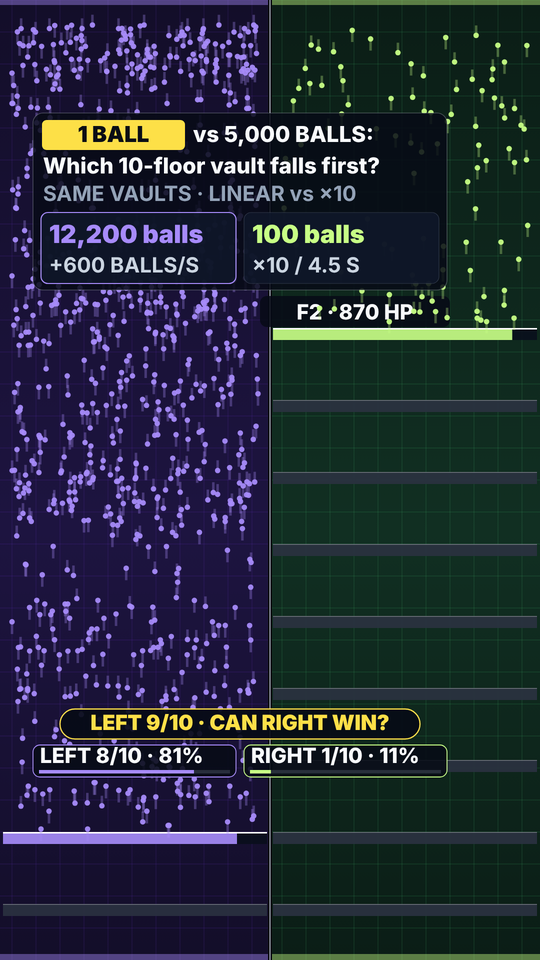 1 BALL vs 5,000 BALLS:
Which 10-floor vault falls first?
SAME VAULTS · LINEAR vs ×10
12,200 balls
+600 BALLS/S
100 balls
×10 / 4.5 S
F2 · 870 HP
LEFT 9/10 · CAN RIGHT WIN?
LEFT 8/10 · 81%
RIGHT 1/10 · 11%